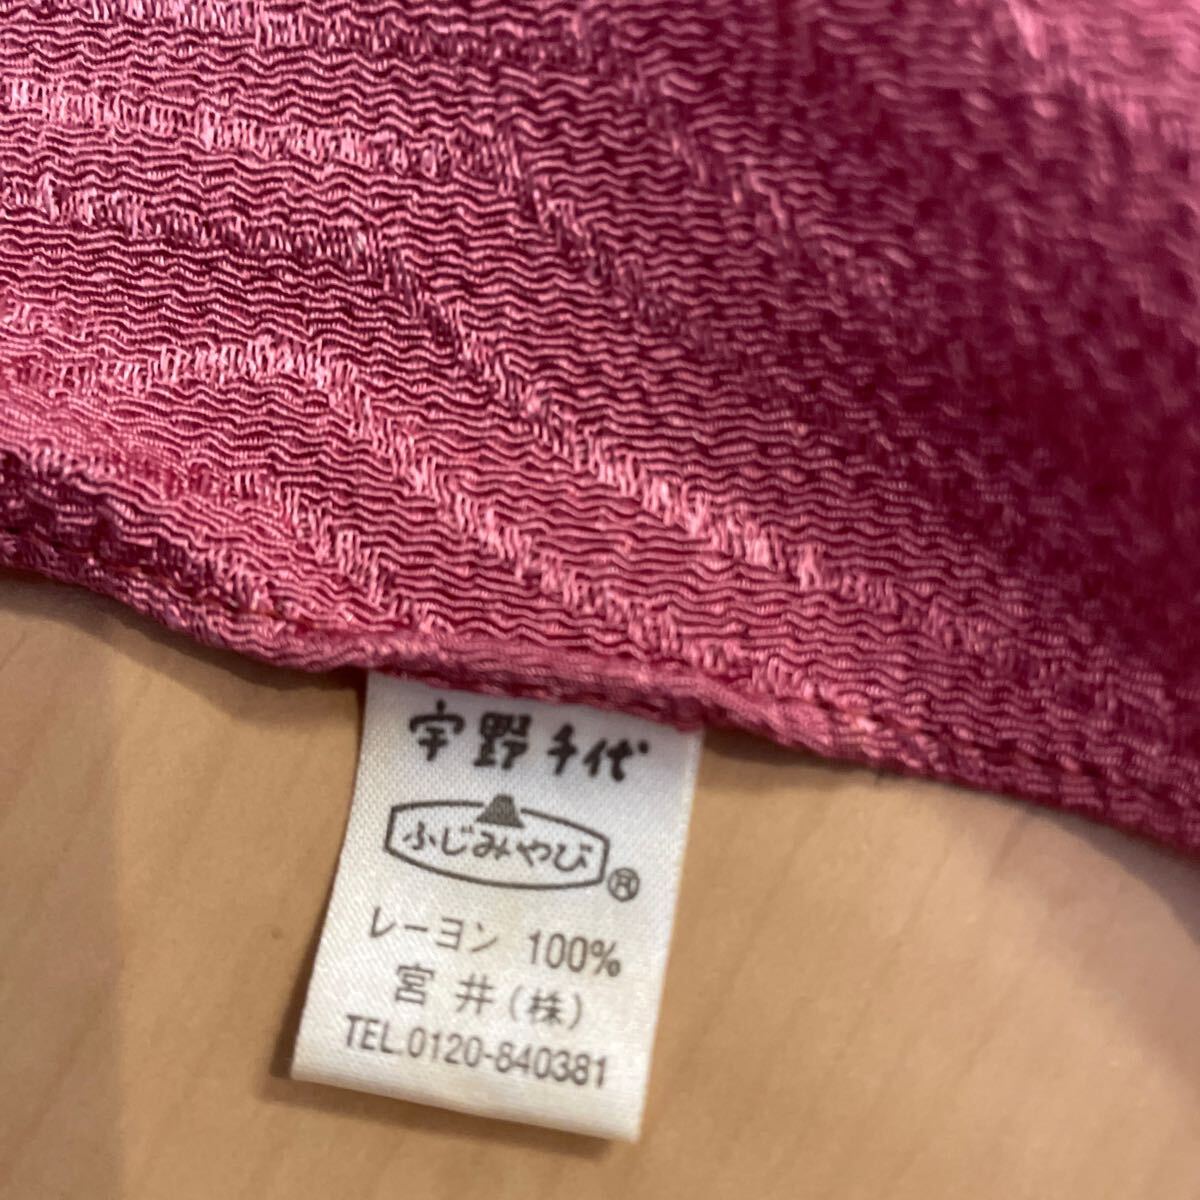 宇野千代
ふじみやび®
レーヨン 100%
宮井(株)
TEL.0120-840381